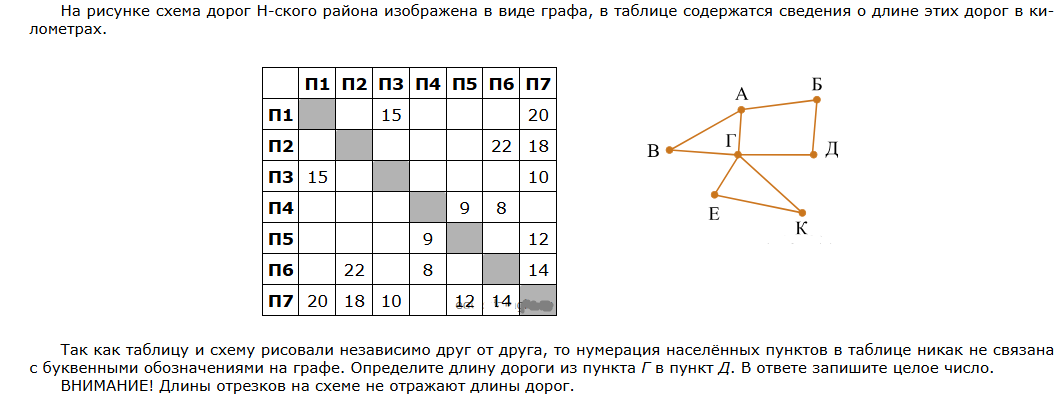 На рисунке схема дорог Н-ского района изображена в виде графа, в таблице содержатся сведения о длине этих дорог в ки-
лометрах.
П1 П2 П3 П4 П5 П6 П7
П1 15 20
П2 22 18
П3 15 10
П4 9 8
П5 9 12
П6 22 8 14
П7 20 18 10 12 14
А
Б
В
Г
Д
Е
К
Так как таблицу и схему рисовали независимо друг от друга, то нумерация населённых пунктов в таблице никак не связана
с буквенными обозначениями на графе. Определите длину дороги из пункта Г в пункт Д. В ответе запишите целое число.
ВНИМАНИЕ! Длины отрезков на схеме не отражают длины дорог.